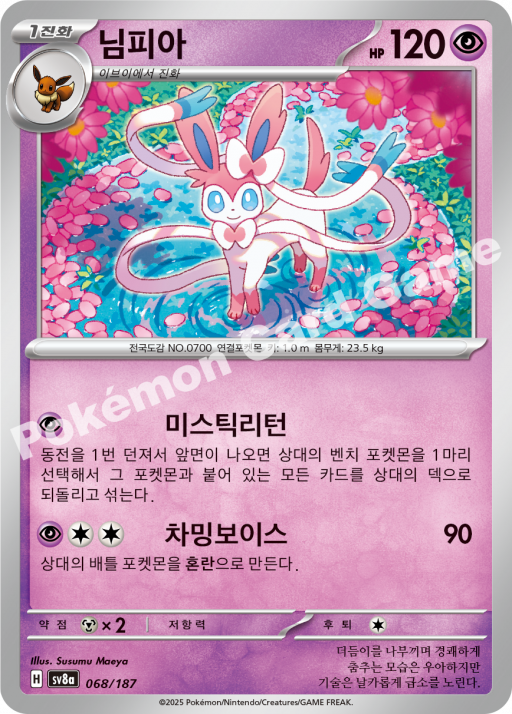 1진화 님피아 HP 120
이브이에서 진화
전국도감 NO.0700 연결포켓몬 키: 1.0 m 몸무게: 23.5 kg
미스틱리턴
동전을 1번 던져서 앞면이 나오면 상대의 벤치 포켓몬을 1마리
선택해서 그 포켓몬과 붙어 있는 모든 카드를 상대의 덱으로
되돌리고 섞는다.
차밍보이스 90
상대의 배틀 포켓몬을 혼란으로 만든다.
약점 ×2 저항력 후퇴
Illus. Susumu Maeya
H sv8a 068/187
더듬이를 나부끼며 경쾌하게
춤추는 모습은 우아하지만
기술은 날카롭게 급소를 노린다.
©2025 Pokémon/Nintendo/Creatures/GAME FREAK.
Pokémon Card Game